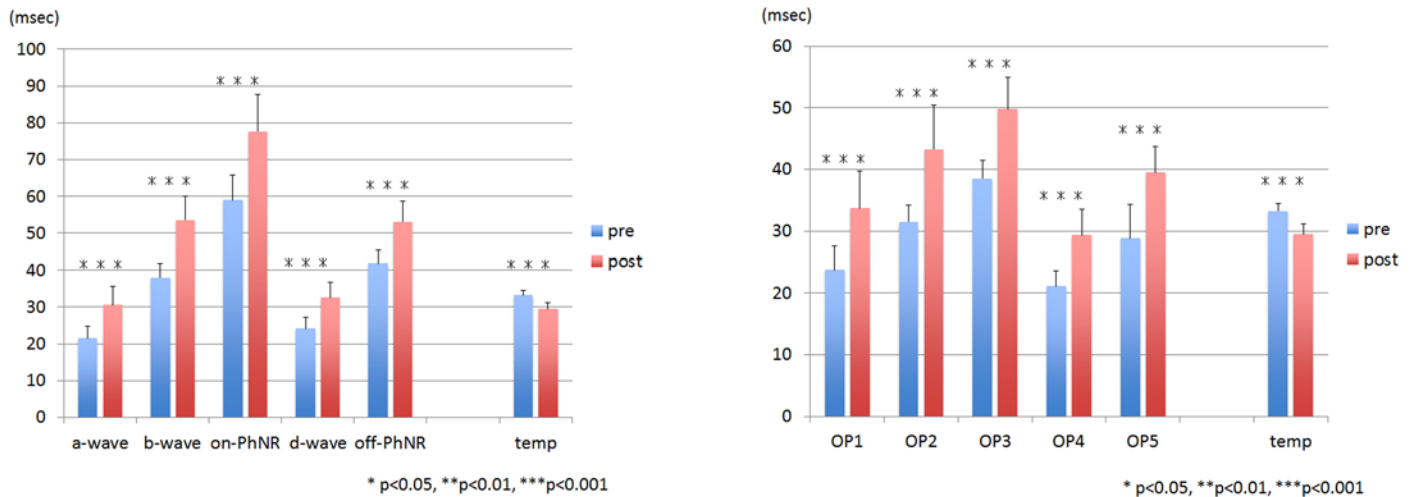 (msec)
100
90
80
70
60
50
40
30
20
10
0
* * *
* * *
* * *
* * *
* * *
* * *
a-wave b-wave on-PhNR d-wave off-PhNR temp
pre
post
* p<0.05, **p<0.01, ***p<0.001
(msec)
60
50
40
30
20
10
0
* * *
* * *
* * *
* * *
* * *
* * *
OP1 OP2 OP3 OP4 OP5 temp
pre
post
* p<0.05, **p<0.01, ***p<0.001